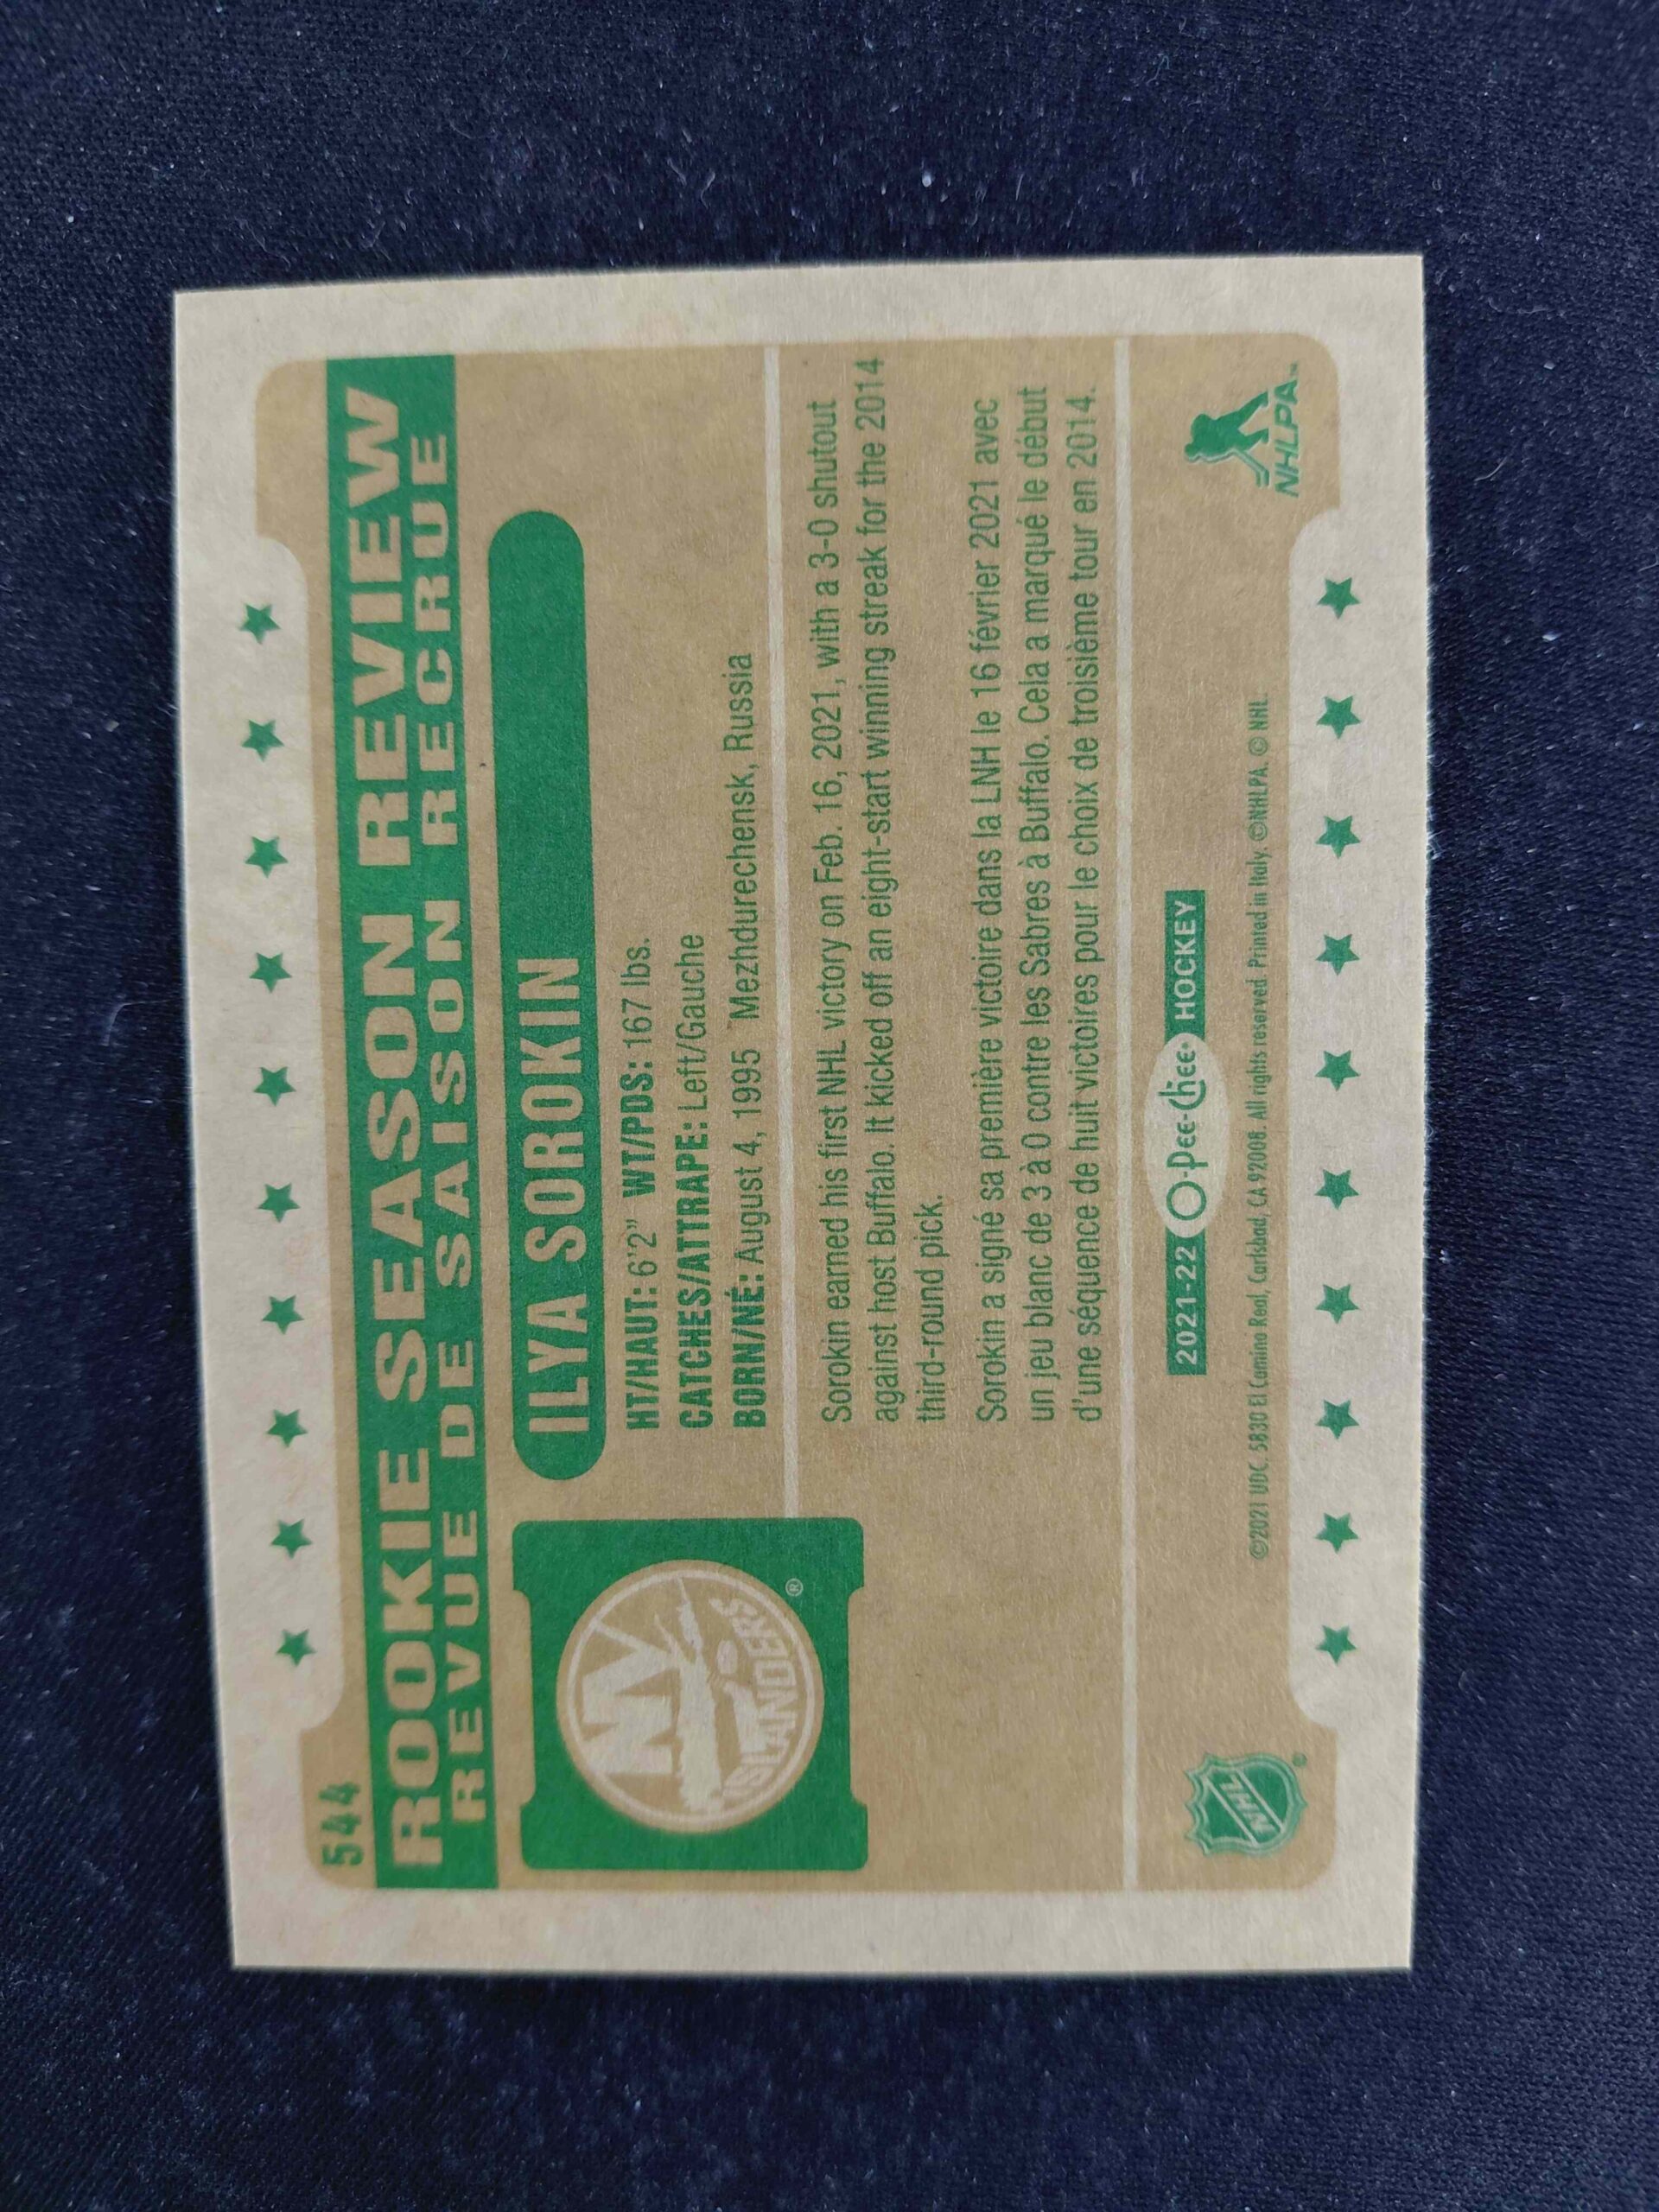 544
ROOKIE SEASON REVIEW
REVUE DE SAISON RECRUE
NY
ISLANDERS
®
ILYA SOROKIN
HT/HAUT: 6'2" WT/PDS: 167 lbs.
CATCHES/ATTRAPE: Left/Gauche
BORN/NÉ: August 4, 1995 Mezhdurechensk, Russia
Sorokin earned his first NHL victory on Feb. 16, 2021, with a 3-0 shutout
against host Buffalo. It kicked off an eight-start winning streak for the 2014
third-round pick.
Sorokin a signé sa première victoire dans la LNH le 16 février 2021 avec
un jeu blanc de 3 à 0 contre les Sabres à Buffalo. Cela a marqué le début
d'une séquence de huit victoires pour le choix de troisième tour en 2014.
NHL
®
2021-22 O-Pee-Chee® HOCKEY
NHLPA™
©2021 UDC. 5830 El Camino Real, Carlsbad, CA 92008. All rights reserved. Printed in Italy. ©NHLPA. © NHL.